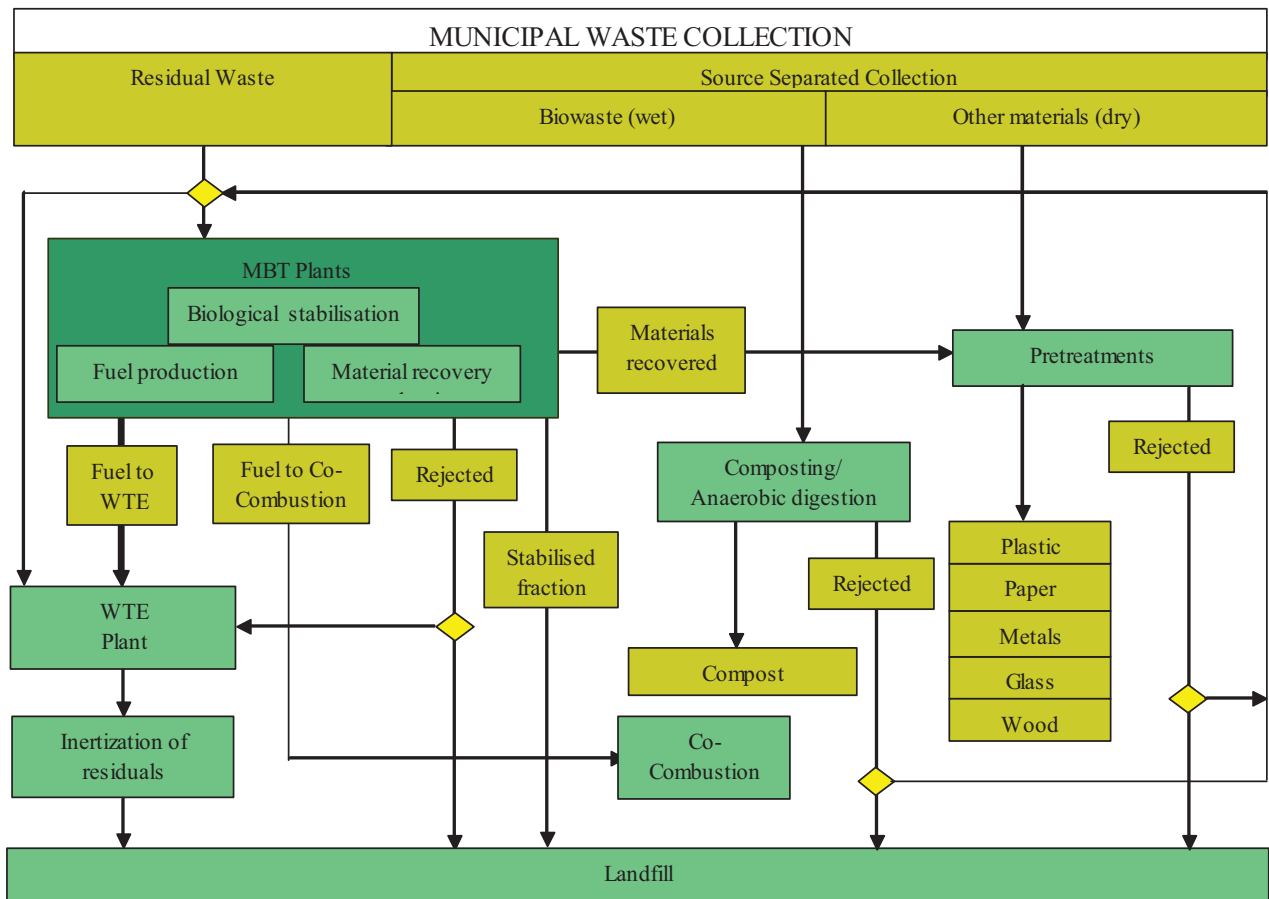 MUNICIPAL WASTE COLLECTION
Residual Waste
Source Separated Collection
Biowaste (wet)
Other materials (dry)
MBT Plants
Biological stabilisation
Fuel production
Material recovery
Materials
recovered
Pretreatments
Fuel to
WTE
Fuel to Co-
Combustion
Rejected
Stabilised
fraction
Composting/
Anaerobic digestion
Rejected
Rejected
Plastic
Paper
Metals
Glass
Wood
WTE
Plant
Compost
Inertization of
residuals
Co-
Combustion
Landfill